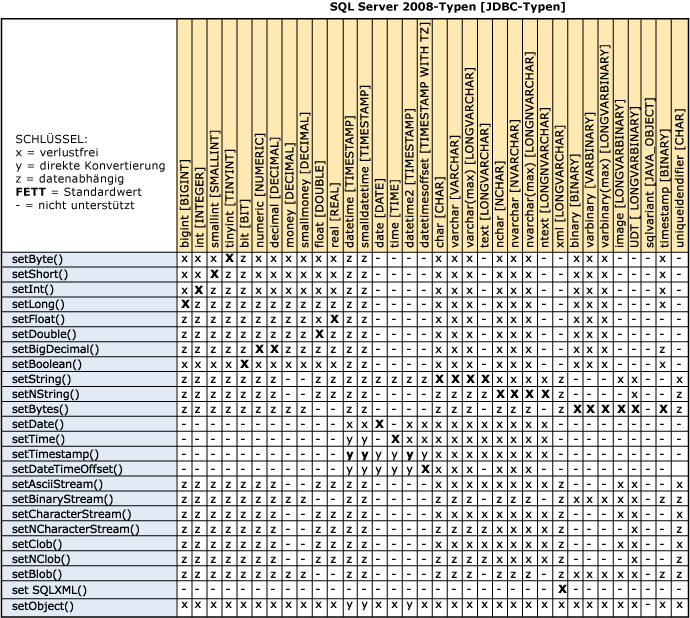 SQL Server 2008-Typen [JDBC-Typen]
SCHLÜSSEL:
x = verlustfrei
y = direkte Konvertierung
z = datenabhängig
FETT = Standardwert
- = nicht unterstützt
bigint [BIGINT]
int [INTEGER]
smallint [SMALLINT]
tinyint [TINYINT]
bit [BIT]
numeric [NUMERIC]
decimal [DECIMAL]
money [DECIMAL]
smallmoney [DECIMAL]
float [DOUBLE]
real [REAL]
datetime [TIMESTAMP]
smalldatetime [TIMESTAMP]
date [DATE]
time [TIME]
datetime2 [TIMESTAMP]
datetimesoffset [TIMESTAMP WITH TZ]
char [CHAR]
varchar [VARCHAR]
varchar(max) [LONGVARCHAR]
text [LONGVARCHAR]
nchar [NCHAR]
nvarchar [NVARCHAR]
nvarchar(max) [LONGNVARCHAR]
ntext [LONGNVARCHAR]
xml [LONGVARCHAR]
binary [BINARY]
varbinary [VARBINARY]
varbinary(max) [LONGVARBINARY]
image [LONGVARBINARY]
UDT [LONGVARBINARY]
sqlvariant [JAVA_OBJECT]
timestamp [BINARY]
uniqueidendifier [CHAR]
setByte() x x x x z x x x x x x z z - - - - x x x - x x x - - x x x - - - x -
setShort() x x x x z x x x x x x z z - - - - x x x - x x x - - x x x - - - x -
setInt() x x x x z x x x x x x z z - - - - x x x - x x x - - x x x - - - x -
setLong() x z z z z z z z z z z z z - - - - x x x - x x x - - x x x - - - x -
setFloat() z z z z z z z z z x x z z - - - - x x x - x x x - - x x x - - - x -
setDouble() z z z z z z z z z x z z z - - - - x x x - x x x - - x x x - - - x -
setBigDecimal() z z z z z x x z z z z z z - - - - x x x - x x x - - x x x - - - z -
setBoolean() x x x x x x x x x x x z z - - - - x x x - x x x - - x x x - - - x -
setString() z z z z z z z - - z z z z z z z z x x x x x x x x z - - - x x - - x
setNString() z z z z z z z - - z z z z z z z z z z z z x x x x z - - - - x - - z
setBytes() z z z z z z z z z - - z z - - - - z z z z z z z z z x x x x x - x z
setDate() - - - - - - - - - - - x x x - x x x x x x x x x x - - - - - - - -
setTime() - - - - - - - - - - - y y - x x x x x x x x x x x - - - - - - - -
setTimestamp() - - - - - - - - - - - y y y y y y x x x x x x x x - - - - - - - -
setDateTimeOffset() - - - - - - - - - - - y y y y y x x x x - x x x - - - - - - - - -
setAsciiStream() z z z z z z z - - z z z z - - - - x x x x x x x x z - - - x x - - x
setBinaryStream() z z z z z z z z z - - z z - - - - z z z - z z z - z x x x x x - z z
setCharacterStream() z z z z z z z - - z z z z - - - - x x x x x x x x z - - - x x - - x
setNCharacterStream() z z z z z z z - - z z z z - - - - z z z z x x x x z - - - - x - - z
setClob() z z z z z z z - - z z z z - - - - x x x x x x x x z - - - x x - - x
setNClob() z z z z z z z - - z z z z - - - - z z z z x x x x z - - - - x - - z
setBlob() z z z z z z z z z - - z z - - - - z z z - z z z - z x x x x x - z z
set SQLXML() - - - - - - - - - - - - - - - - - - - - - - - - - x - - - - - - - -
setObject() x x x x x x x x x x x y y x x y x x x x x x x x x x x x x x x - x x